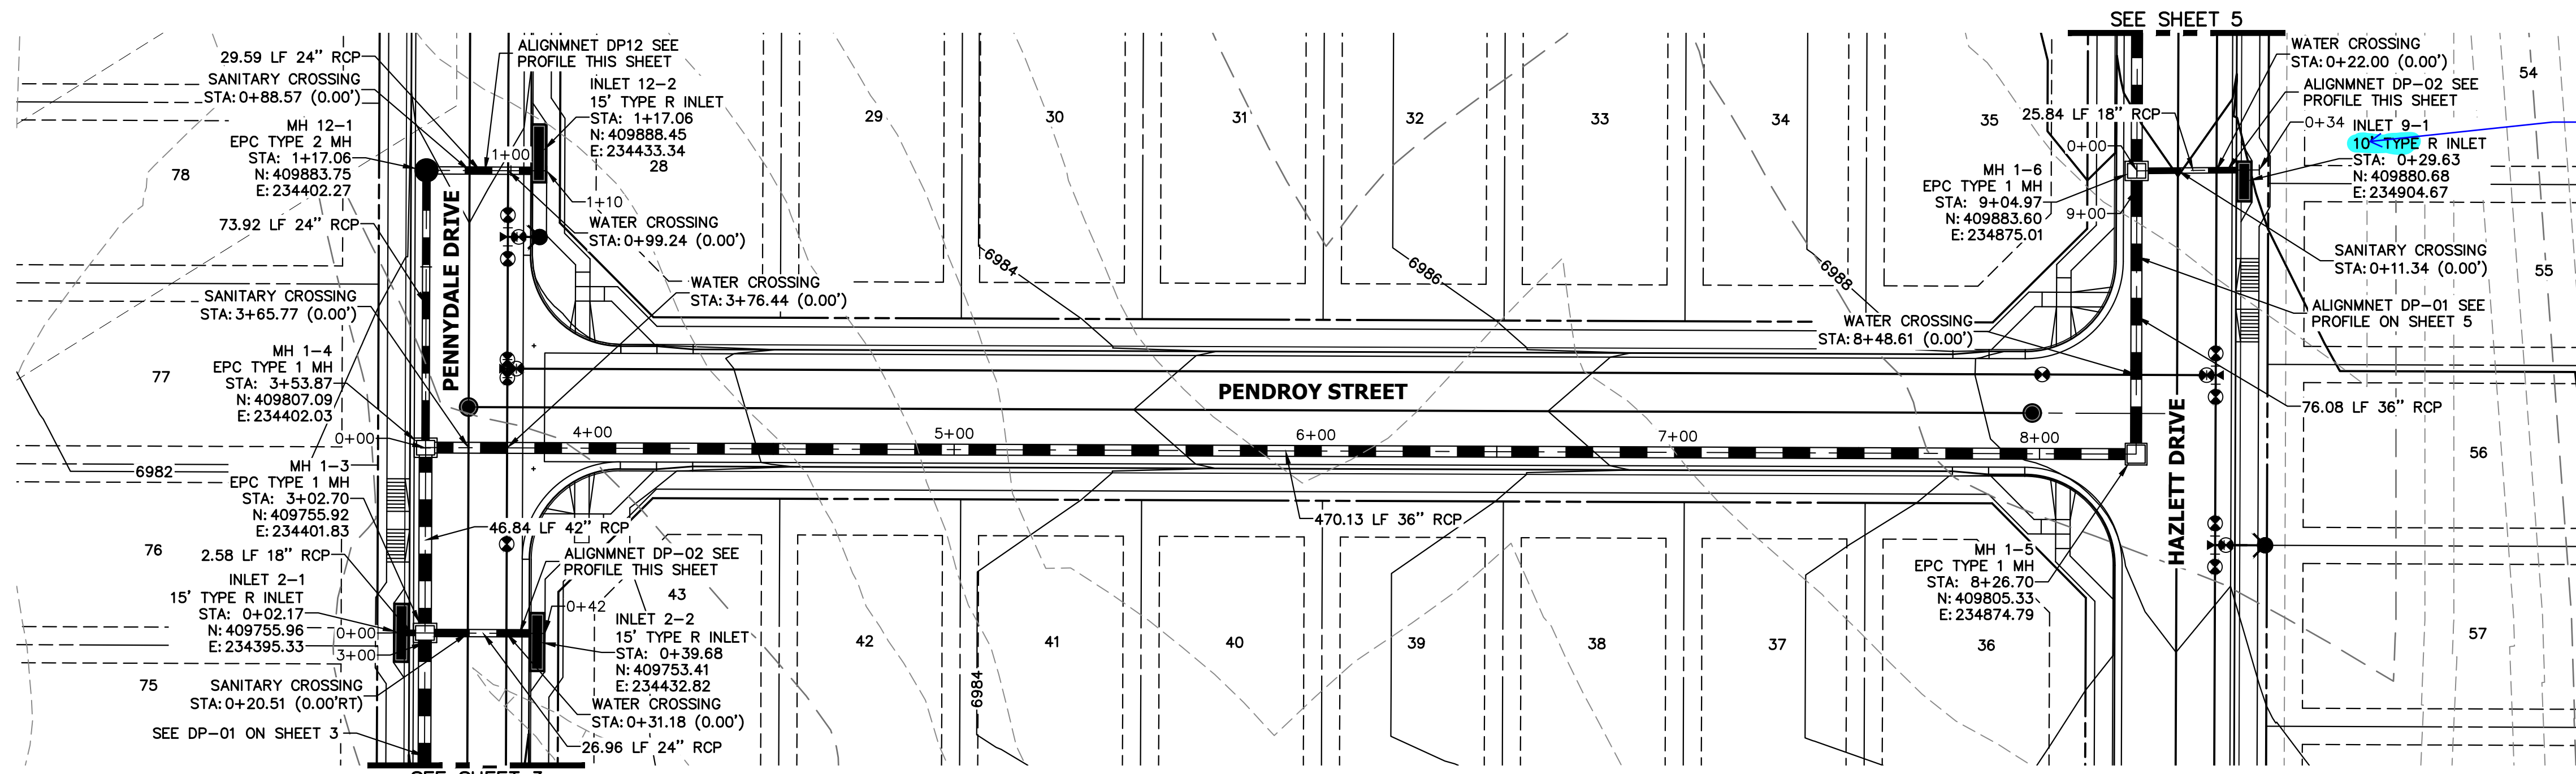 SEE SHEET 5
29.59 LF 24” RCP
SANITARY CROSSING
STA: 0+88.57 (0.00')
MH 12-1
EPC TYPE 2 MH
STA: 1+17.06
N: 409883.75
E: 234402.27
73.92 LF 24” RCP
SANITARY CROSSING
STA: 3+65.77 (0.00')
MH 1-4
EPC TYPE 1 MH
STA: 3+53.87
N: 409807.09
E: 234402.03
0+00
6982
MH 1-3
EPC TYPE 1 MH
STA: 3+02.70
N: 409755.92
E: 234401.83
2.58 LF 18” RCP
INLET 2-1
15' TYPE R INLET
STA: 0+02.17
N: 409755.96
E: 234395.33
0+00
3+00
SANITARY CROSSING
STA: 0+20.51 (0.00'RT)
SEE DP-01 ON SHEET 3
78
77
76
75
PENNYDALE DRIVE
ALIGNMNET DP12 SEE
PROFILE THIS SHEET
INLET 12-2
15' TYPE R INLET
STA: 1+17.06
N: 409888.45
E: 234433.34
28
1+00
1+10
WATER CROSSING
STA: 0+99.24 (0.00')
WATER CROSSING
STA: 3+76.44 (0.00')
46.84 LF 42” RCP
ALIGNMNET DP-02 SEE
PROFILE THIS SHEET
43
0+42
INLET 2-2
15' TYPE R INLET
STA: 0+39.68
N: 409753.41
E: 234432.82
WATER CROSSING
STA: 0+31.18 (0.00')
26.96 LF 24” RCP
29
30
31
32
33
34
35
6984
6986
6988
PENDROY STREET
4+00
5+00
6+00
7+00
8+00
470.13 LF 36” RCP
42
41
40
39
38
37
36
6984
25.84 LF 18” RCP
0+00
MH 1-6
EPC TYPE 1 MH
STA: 9+04.97
N: 409883.60
E: 234875.01
9+00
WATER CROSSING
STA: 8+48.61 (0.00')
MH 1-5
EPC TYPE 1 MH
STA: 8+26.70
N: 409805.33
E: 234874.79
HAZLETT DRIVE
WATER CROSSING
STA: 0+22.00 (0.00')
ALIGNMNET DP-02 SEE
PROFILE THIS SHEET
0+34
INLET 9-1
10' TYPE R INLET
STA: 0+29.63
N: 409880.68
E: 234904.67
SANITARY CROSSING
STA: 0+11.34 (0.00')
ALIGNMNET DP-01 SEE
PROFILE ON SHEET 5
76.08 LF 36” RCP
54
55
56
57
SEE SHEET 3